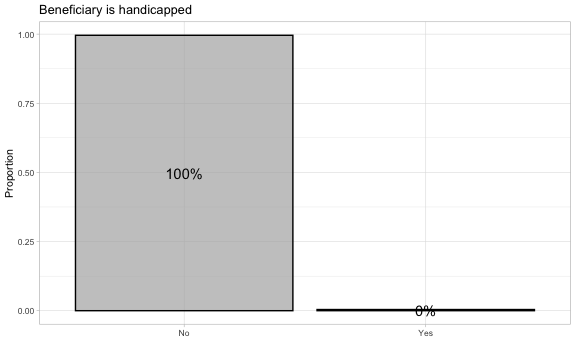 Beneficiary is handicapped
1.00
0.75
0.50
0.25
0.00
Proportion
100%
0%
No
Yes